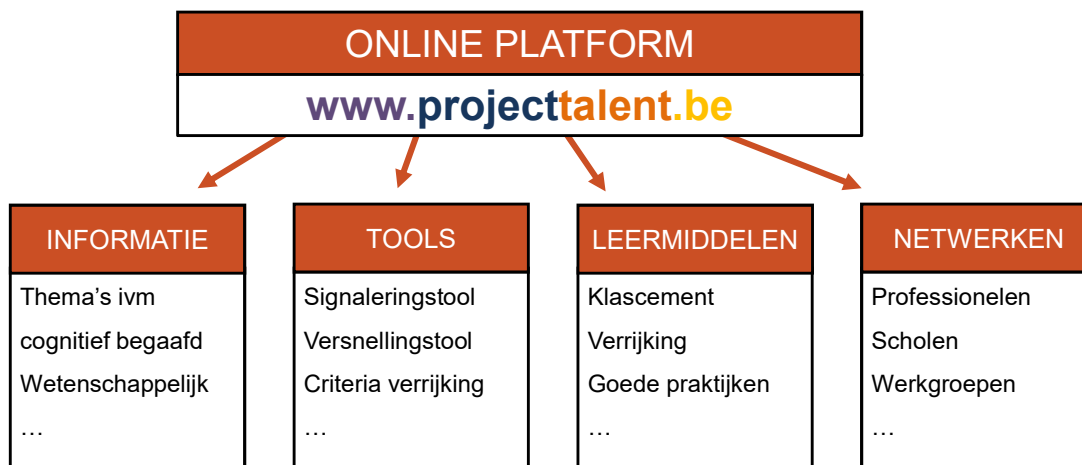 ONLINE PLATFORM
www.projecttalent.be
INFORMATIE
Thema’s ivm
cognitief begaafd
Wetenschappelijk
…
TOOLS
Signaleringstool
Versnellingstool
Criteria verrijking
…
LEERMIDDELEN
Klascement
Verrijking
Goede praktijken
…
NETWERKEN
Professionelen
Scholen
Werkgroepen
…